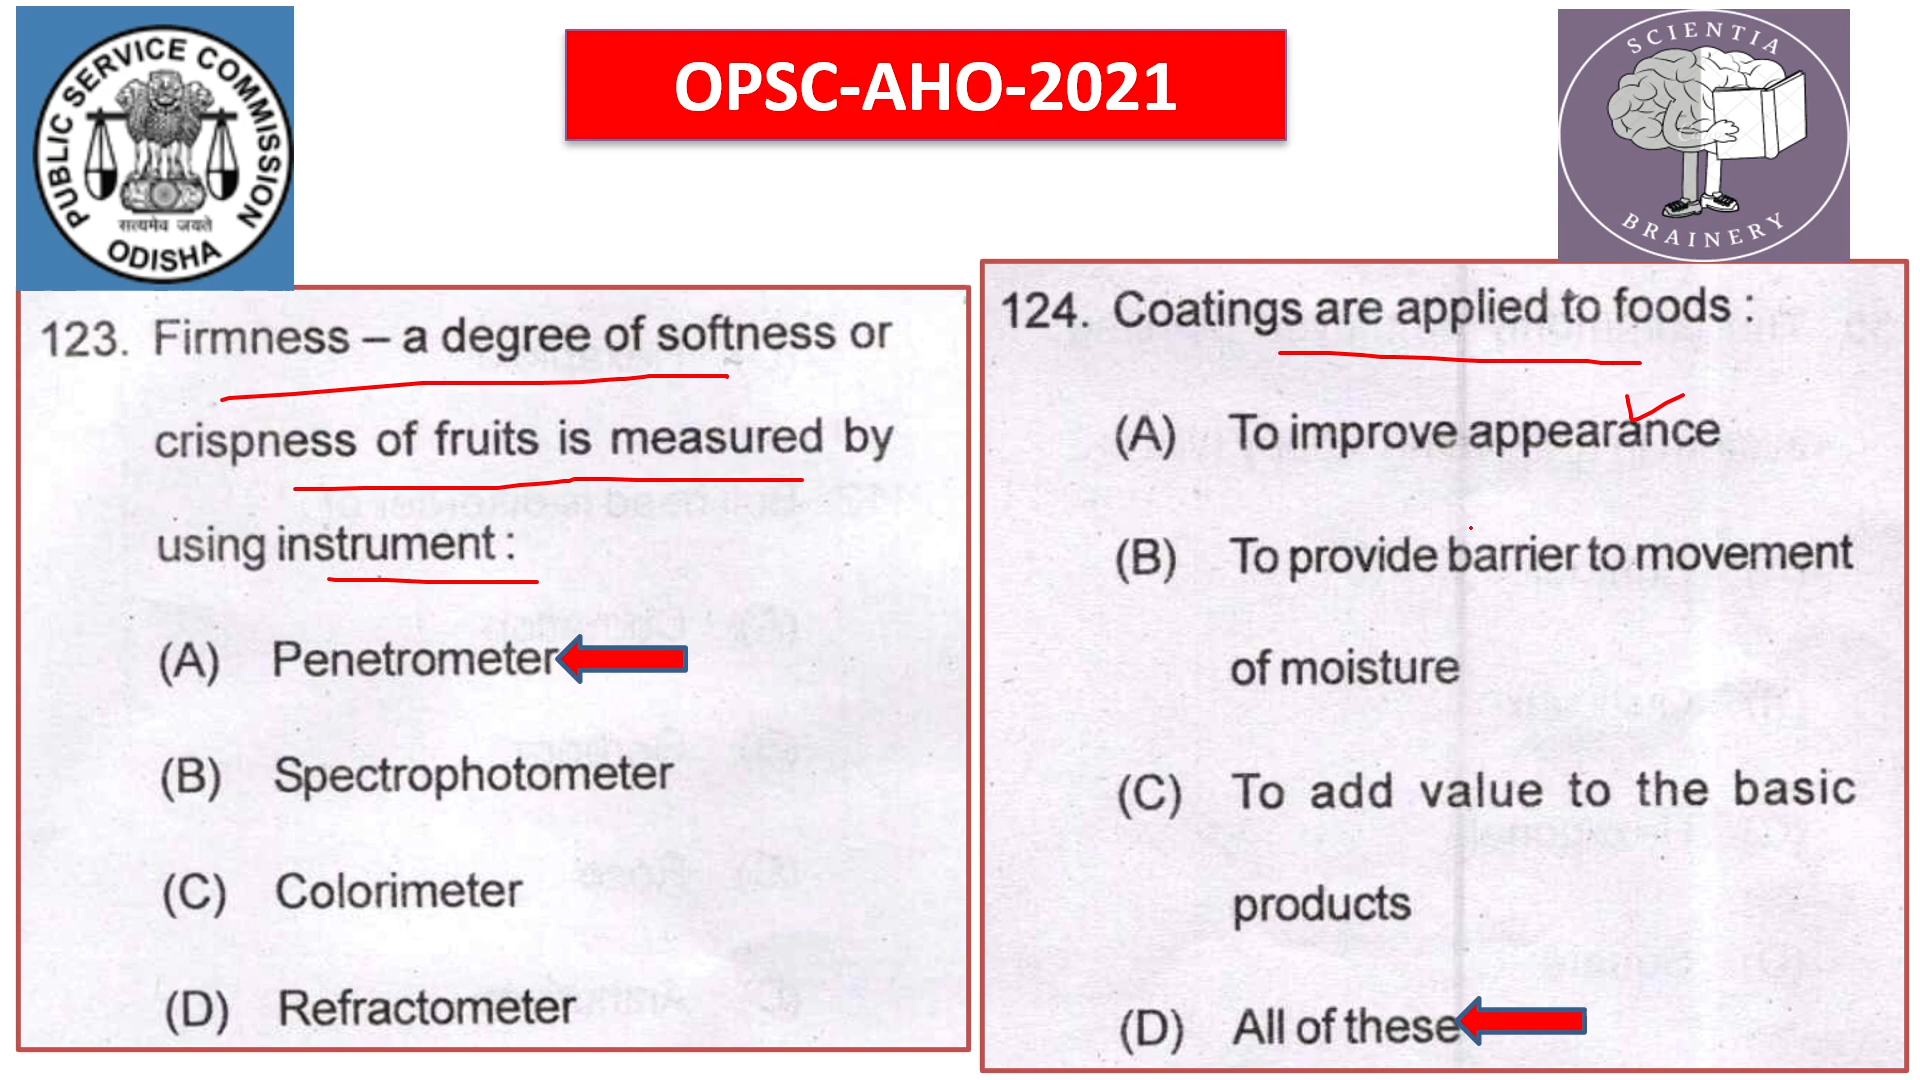 PUBLIC SERVICE COMMISSION
सत्यमेव जयते
ODISHA
OPSC-AHO-2021
SCIENTIA
BRAINERY
123. Firmness – a degree of softness or
crispness of fruits is measured by
using instrument :
(A) Penetrometer
(B) Spectrophotometer
(C) Colorimeter
(D) Refractometer
124. Coatings are applied to foods :
(A) To improve appearance
(B) To provide barrier to movement
of moisture
(C) To add value to the basic
products
(D) All of these